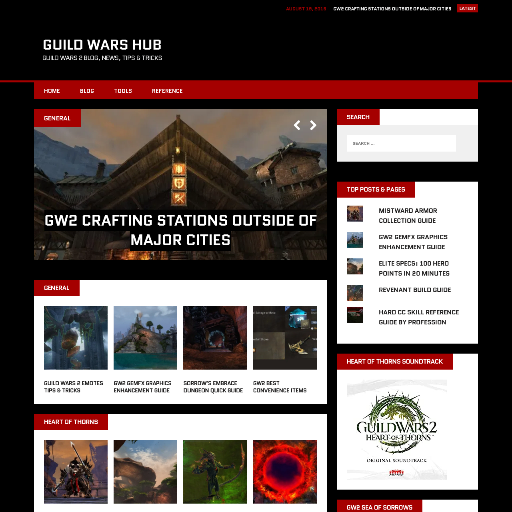 AUGUST 16, 2016 GW2 CRAFTING STATIONS OUTSIDE OF MAJOR CITIES LATEST
GUILD WARS HUB
GUILD WARS 2 BLOG, NEWS, TIPS & TRICKS
HOME BLOG TOOLS REFERENCE
GENERAL
GW2 CRAFTING STATIONS OUTSIDE OF
MAJOR CITIES
SEARCH
SEARCH ...
TOP POSTS & PAGES
MISTWARD ARMOR
COLLECTION GUIDE
GW2 GEMFX GRAPHICS
ENHANCEMENT GUIDE
ELITE SPECS: 100 HERO
POINTS IN 20 MINUTES
REVENANT BUILD GUIDE
HARD CC SKILL REFERENCE
GUIDE BY PROFESSION
GENERAL
GUILD WARS 2 EMOTES
TIPS & TRICKS
GW2 GEMFX GRAPHICS
ENHANCEMENT GUIDE
SORROW'S EMBRACE
DUNGEON QUICK GUIDE
GW2 BEST
CONVENIENCE ITEMS
HEART OF THORNS
HEART OF THORNS SOUNDTRACK
GUILD WARS 2
HEART OF THORNS
ORIGINAL SOUNDTRACK
GW2 SEA OF SORROWS